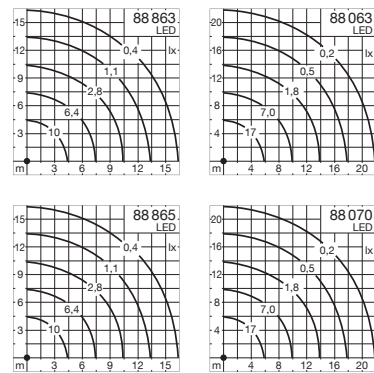 15 88 863
LED
12 0,4 lx
9 1,1
2,8
6 6,4
3 10
m 3 6 9 12 15
20 88 063
LED
16 0,2 lx
12 0,5
1,8
8 7,0
4 17
m 4 8 12 16 20
15 88 865
LED
12 0,4 lx
9 1,1
2,8
6 6,4
3 10
m 3 6 9 12 15
20 88 070
LED
16 0,2 lx
12 0,5
1,8
8 7,0
4 17
m 4 8 12 16 20